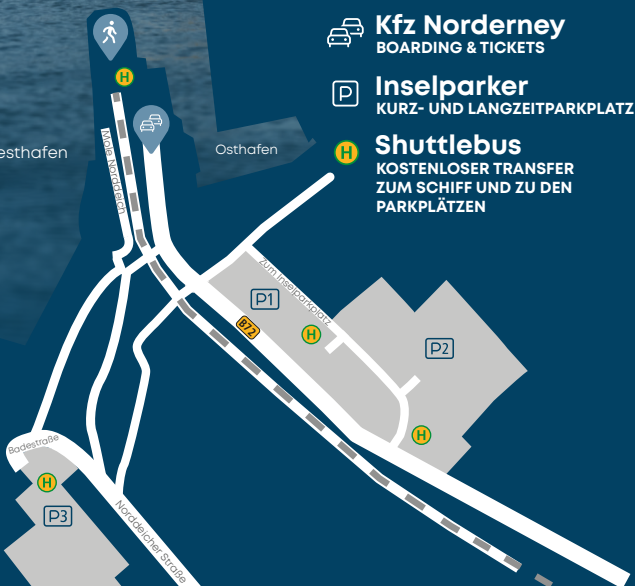 Kfz Norderney
BOARDING & TICKETS
P
Inselparker
KURZ- UND LANGZEITPARKPLATZ
H
Shuttlebus
KOSTENLOSER TRANSFER
ZUM SCHIFF UND ZU DEN
PARKPLÄTZEN
H
esthafen
Osthafen
Mole Norddeich
Zum Inselparkplatz
P1
B72
H
P2
H
Badestraße
H
P3
Norddeicher Straße